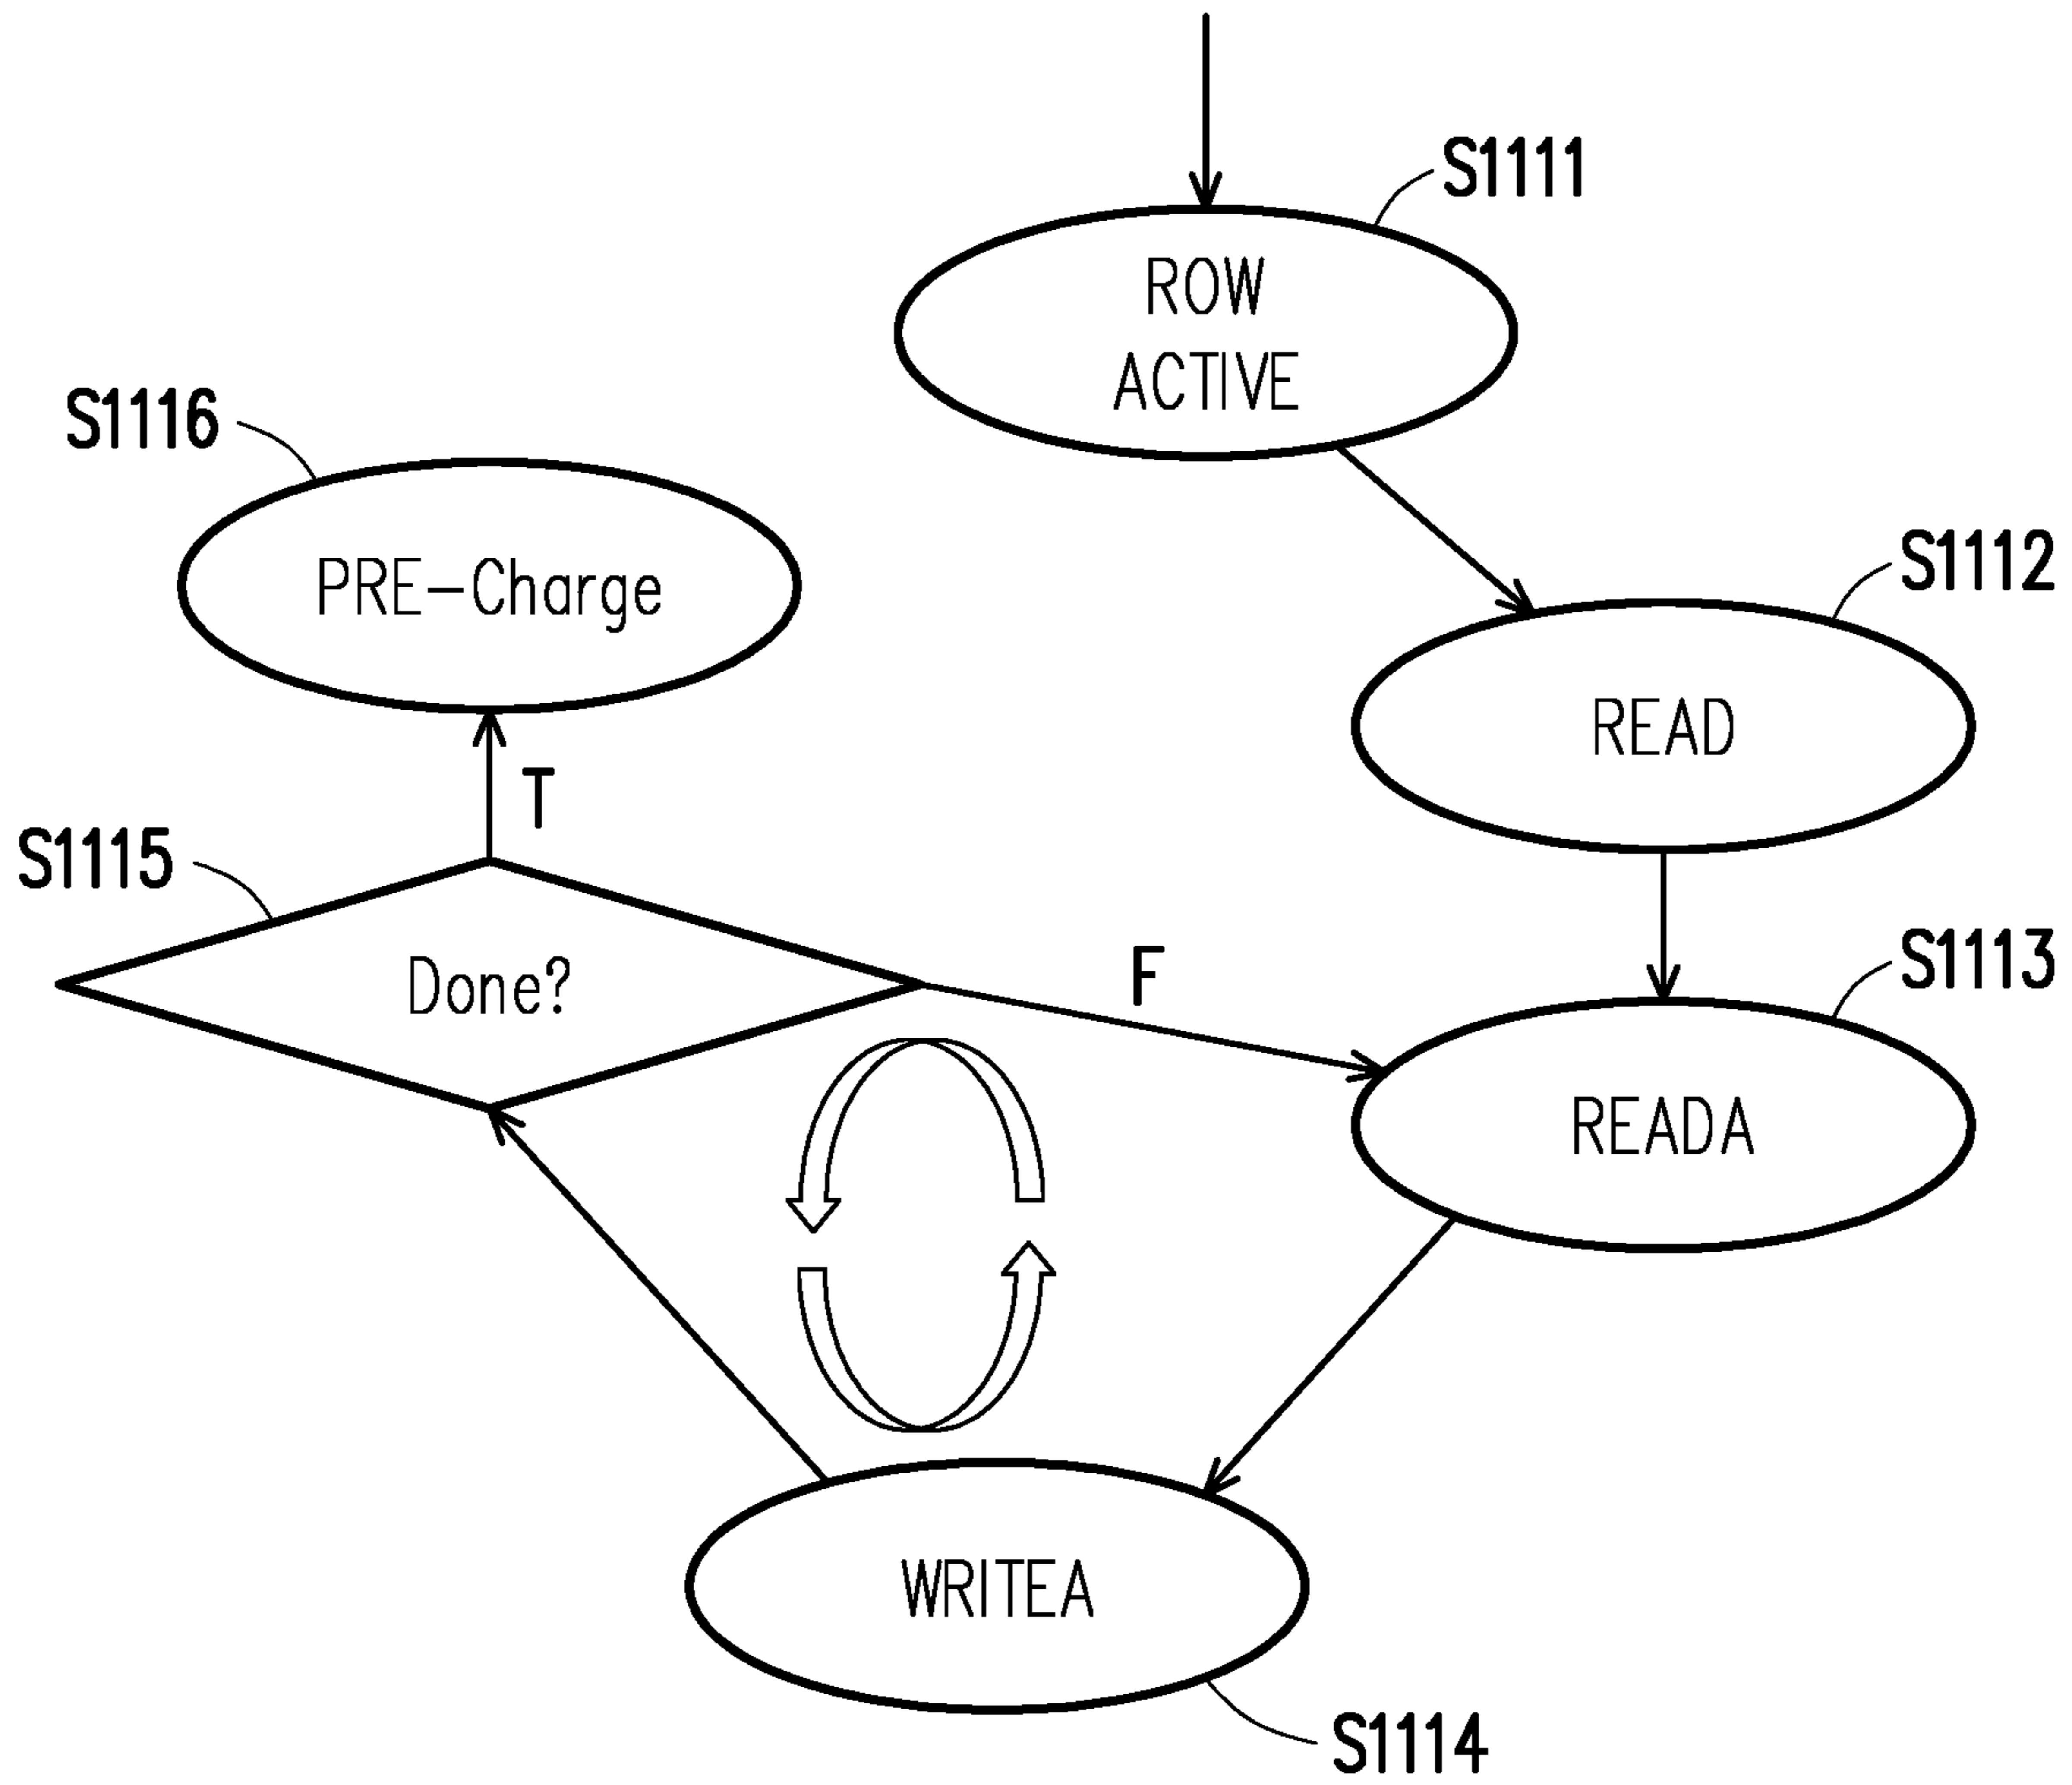 S1111
ROW
ACTIVE
S1116
PRE-Charge
S1112
READ
T
S1115
Done?
F
S1113
READA
WRITEA
S1114